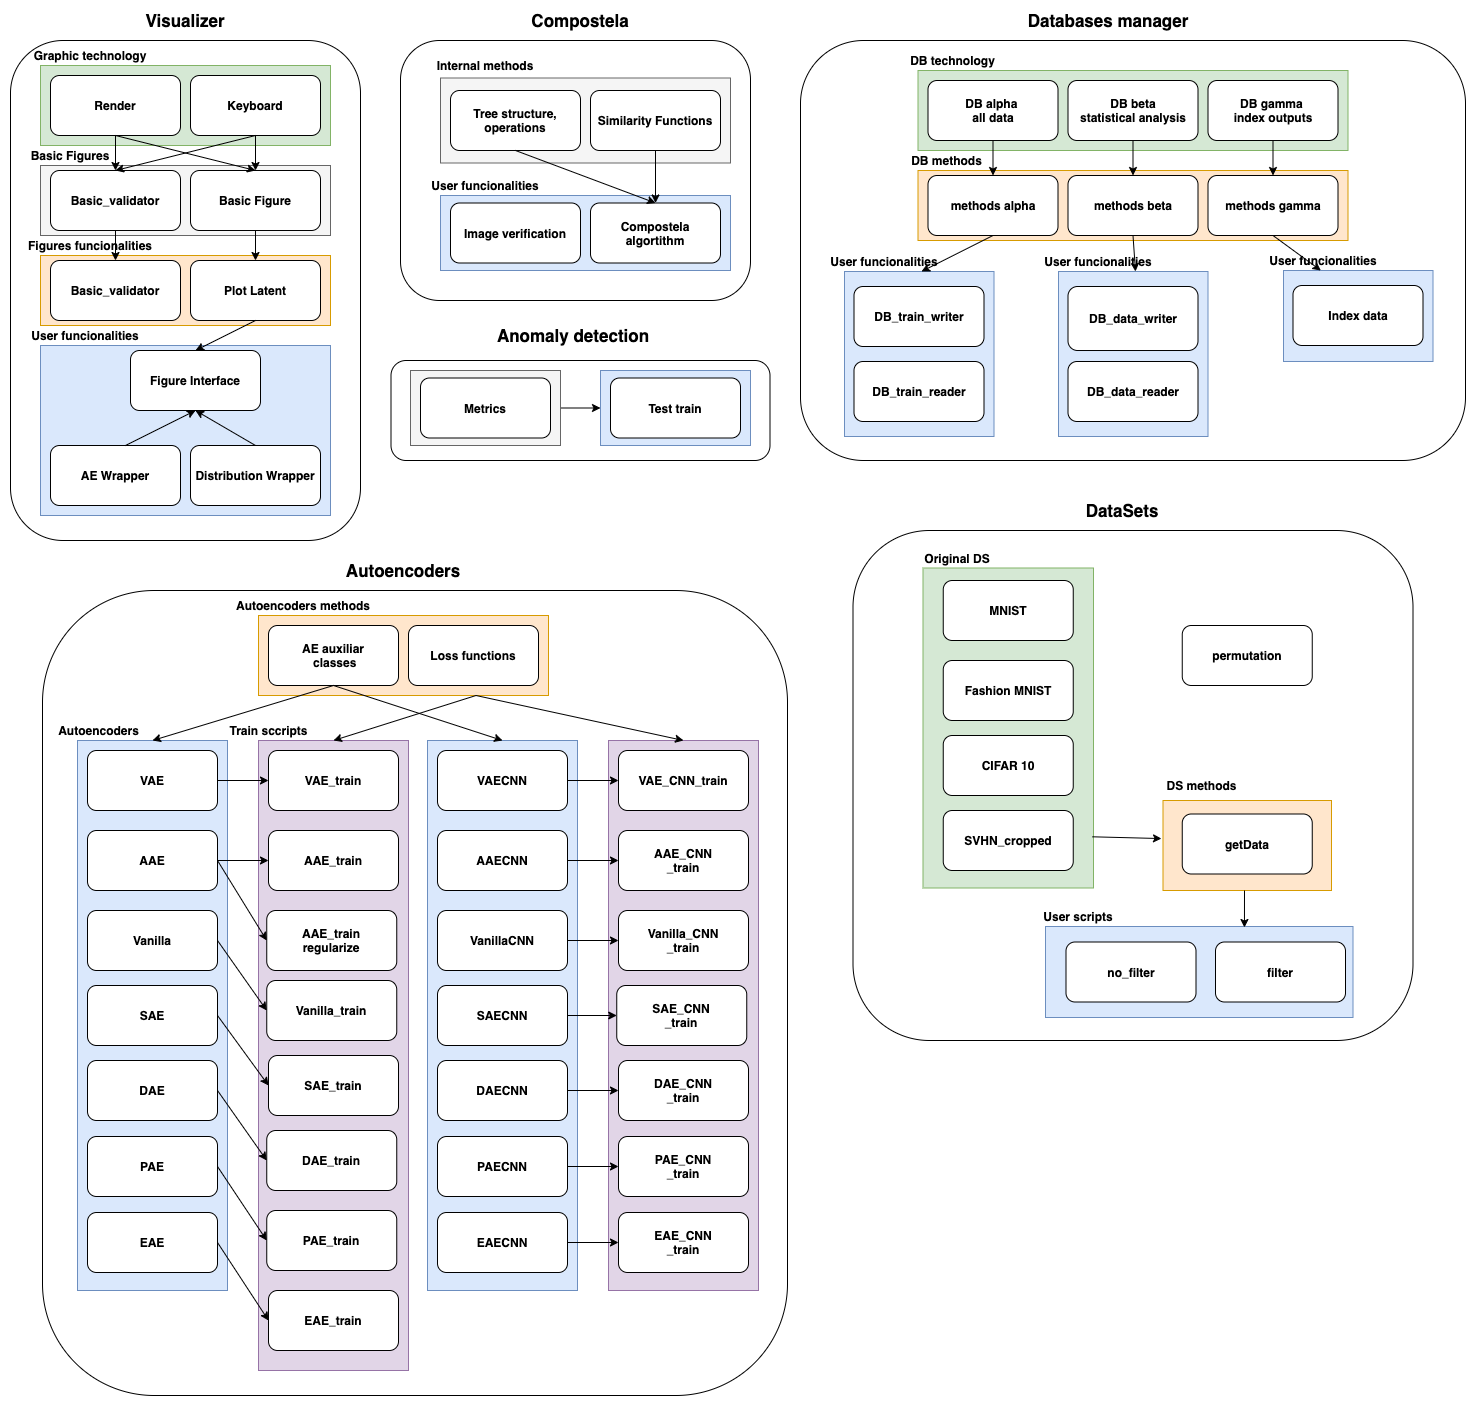 Visualizer
Graphic technology
Render
Keyboard
Basic Figures
Basic_validator
Basic Figure
Figures funcionalities
Basic_validator
Plot Latent
User funcionalities
Figure Interface
AE Wrapper
Distribution Wrapper
Compostela
Internal methods
Tree structure,
operations
Similarity Functions
User funcionalities
Image verification
Compostela
algortithm
Anomaly detection
Metrics
Test train
Databases manager
DB technology
DB alpha
all data
DB beta
statistical analysis
DB gamma
index outputs
DB methods
methods alpha
methods beta
methods gamma
User funcionalities
DB_train_writer
DB_train_reader
User funcionalities
DB_data_writer
DB_data_reader
User funcionalities
Index data
Autoencoders
Autoencoders methods
AE auxiliar
classes
Loss functions
Autoencoders
Train sccripts
VAE
VAE_train
VAECNN
VAE_CNN_train
AAE
AAE_train
AAECNN
AAE_CNN
_train
Vanilla
AAE_train
regularize
VanillaCNN
Vanilla_CNN
_train
SAE
Vanilla_train
SAECNN
SAE_CNN
_train
DAE
SAE_train
DAECNN
DAE_CNN
_train
PAE
DAE_train
PAECNN
PAE_CNN
_train
EAE
PAE_train
EAECNN
EAE_CNN
_train
EAE_train
DataSets
Original DS
MNIST
Fashion MNIST
CIFAR 10
SVHN_cropped
permutation
DS methods
getData
User scripts
no_filter
filter